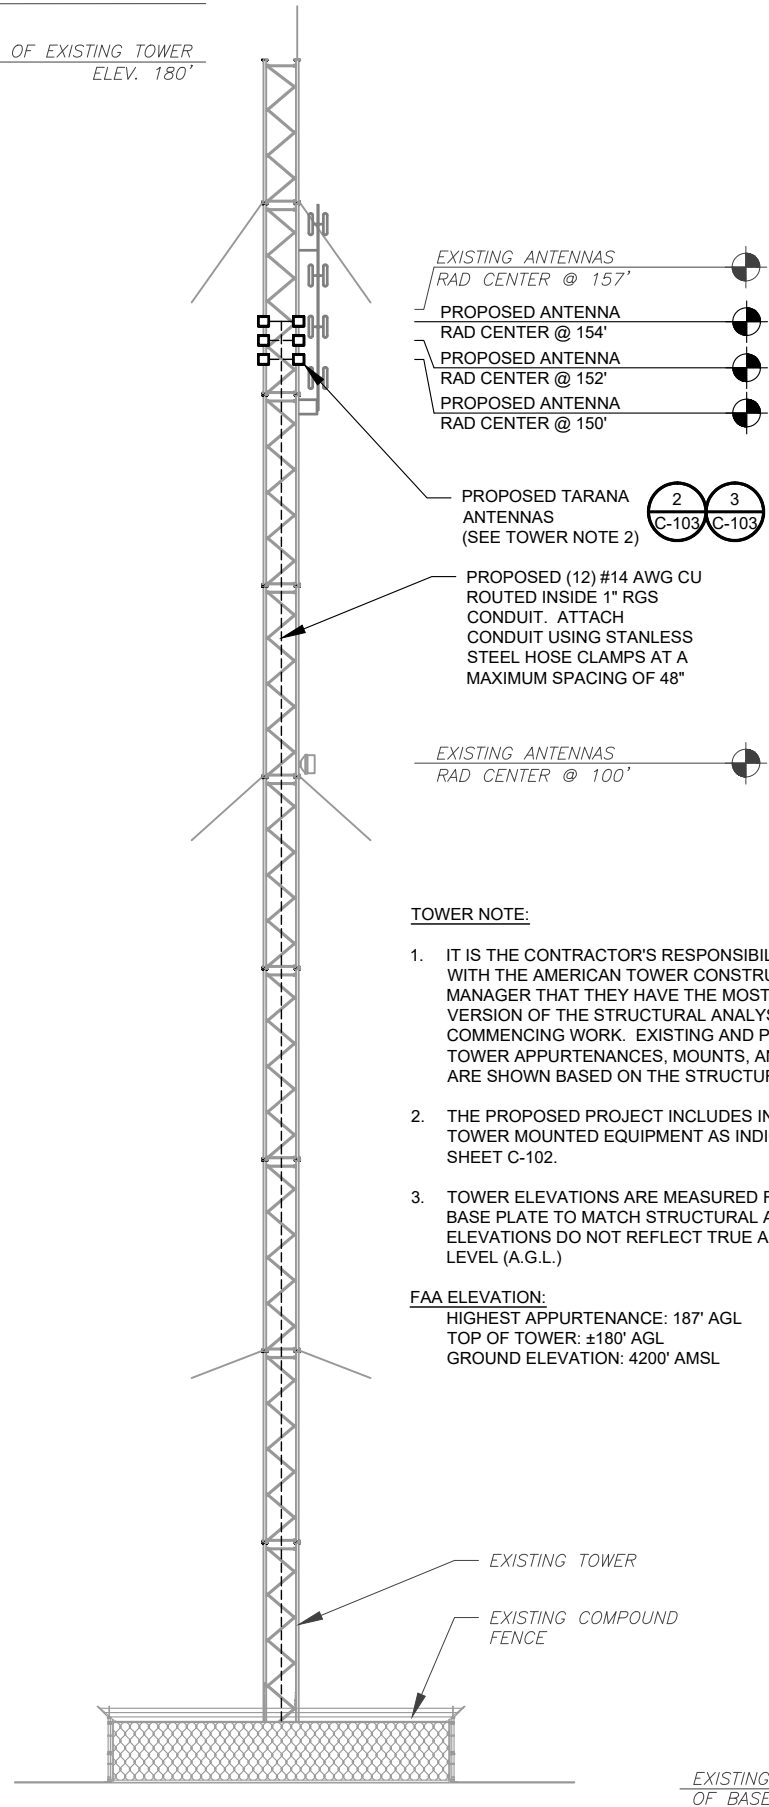 OF EXISTING TOWER
ELEV. 180'
EXISTING ANTENNAS
RAD CENTER @ 157'
PROPOSED ANTENNA
RAD CENTER @ 154'
PROPOSED ANTENNA
RAD CENTER @ 152'
PROPOSED ANTENNA
RAD CENTER @ 150'
PROPOSED TARANA
ANTENNAS
(SEE TOWER NOTE 2)
2
C-103
3
C-103
PROPOSED (12) #14 AWG CU
ROUTED INSIDE 1" RGS
CONDUIT. ATTACH
CONDUIT USING STANLESS
STEEL HOSE CLAMPS AT A
MAXIMUM SPACING OF 48"
EXISTING ANTENNAS
RAD CENTER @ 100'
TOWER NOTE:
1. IT IS THE CONTRACTOR'S
WITH THE AMERICAN TOWER
MANAGER THAT THEY HAVE THE MOST
VERSION OF THE STRUCTURAL
COMMENCING WORK. EXISTING AND
TOWER APPURTENANCES, MOUNTS,
ARE SHOWN BASED ON THE
2. THE PROPOSED PROJECT INCLUDES
TOWER MOUNTED EQUIPMENT AS
SHEET C-102.
3. TOWER ELEVATIONS ARE MEASURED
BASE PLATE TO MATCH STRUCTURAL
ELEVATIONS DO NOT REFLECT TRUE
LEVEL (A.G.L.)
FAA ELEVATION:
HIGHEST APPURTENANCE: 187' AGL
TOP OF TOWER: ±180' AGL
GROUND ELEVATION: 4200' AMSL
EXISTING TOWER
EXISTING COMPOUND
FENCE
EXISTING
OF BASE